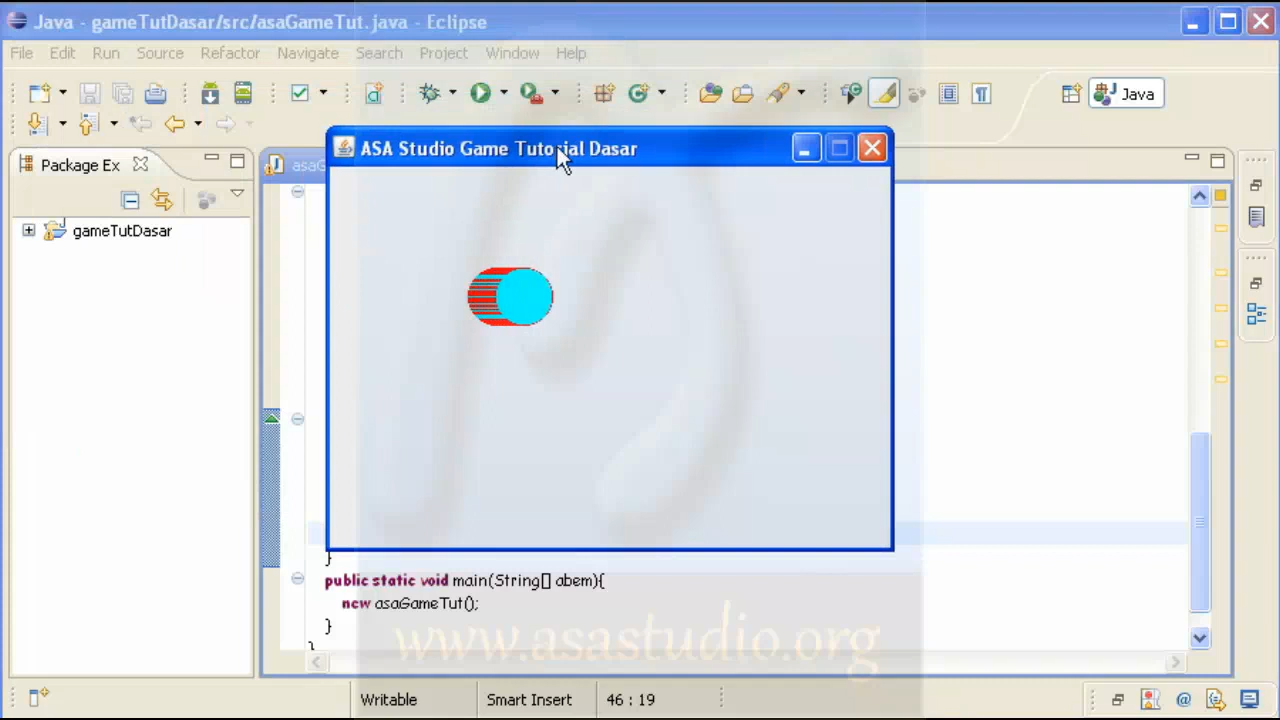 Java - gameTutDasar/src/asaGameTut.java - Eclipse
File Edit Run Source Refactor Navigate Search Project Window Help
Java
ASA Studio Game Tutorial Dasar
Package Ex
asaG
gameTutDasar
}
public static void main(String[] abem){
new asaGameTut();
}
}
www.asastudio.org
Writable Smart Insert 46 : 19